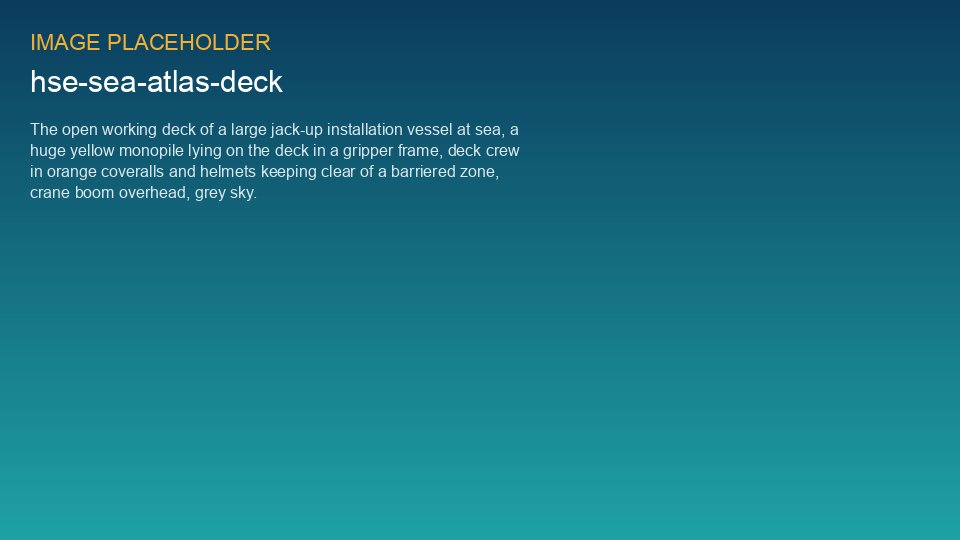 IMAGE PLACEHOLDER
hse-sea-atlas-deck
The open working deck of a large jack-up installation vessel at sea, a
huge yellow monopile lying on the deck in a gripper frame, deck crew
in orange coveralls and helmets keeping clear of a barriered zone,
crane boom overhead, grey sky.